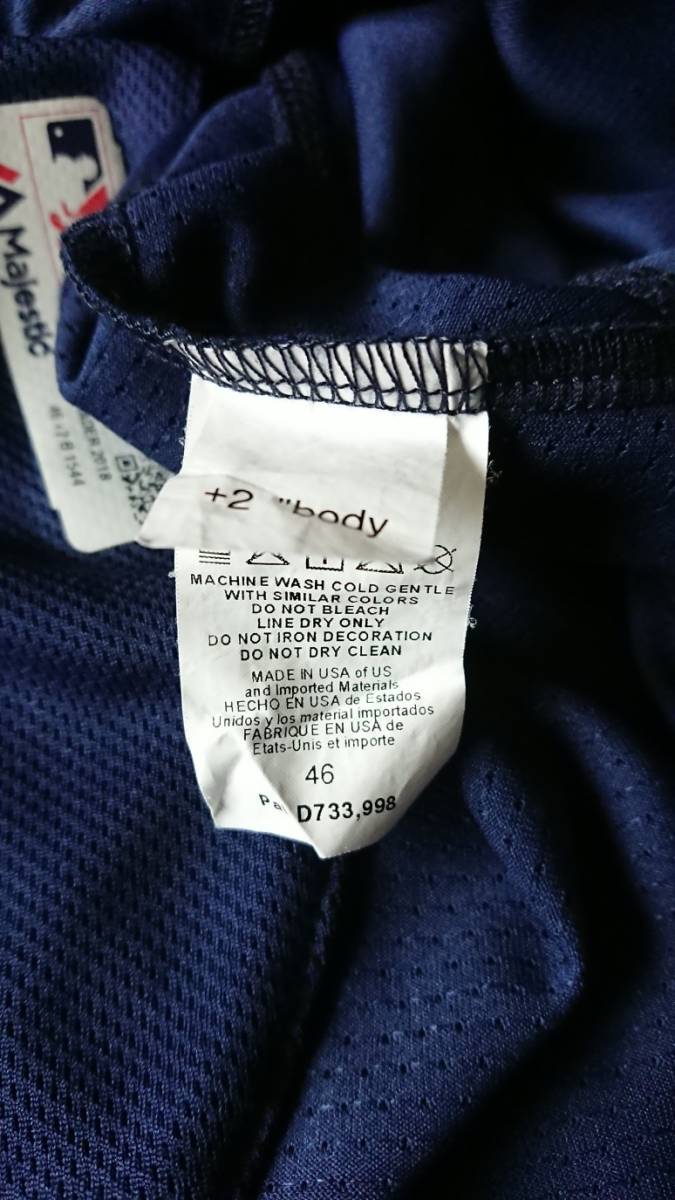 Majestic
2018
1544
+2 "body
MACHINE WASH COLD GENTLE
WITH SIMILAR COLORS
DO NOT BLEACH
LINE DRY ONLY
DO NOT IRON DECORATION
DO NOT DRY CLEAN
MADE IN USA of US
and Imported Materials
HECHO EN USA de Estados
Unidos y los material importados
FABRIQUE EN USA de
Etats-Unis et importe
46
D733,998